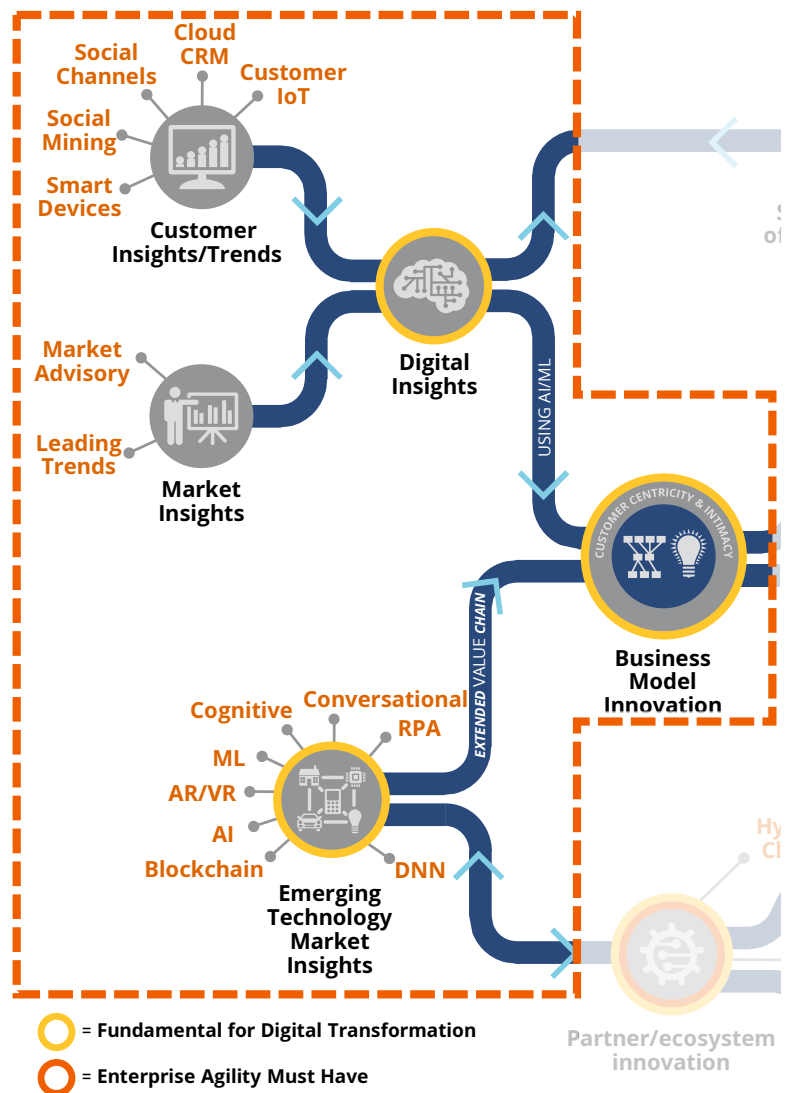 Cloud
CRM
Social
Channels
Customer
IoT
Social
Mining
Smart
Devices
Customer
Insights/Trends
Digital
Insights
Market
Advisory
Leading
Trends
Market
Insights
USING AI/ML
CUSTOMER CENTRICITY & INTIMACY
Business
Model
Innovation
EXTENDED VALUE CHAIN
Conversational
Cognitive
RPA
ML
AR/VR
AI
Blockchain
DNN
Emerging
Technology
Market
Insights
Partner/ecosystem
innovation
= Fundamental for Digital Transformation
= Enterprise Agility Must Have